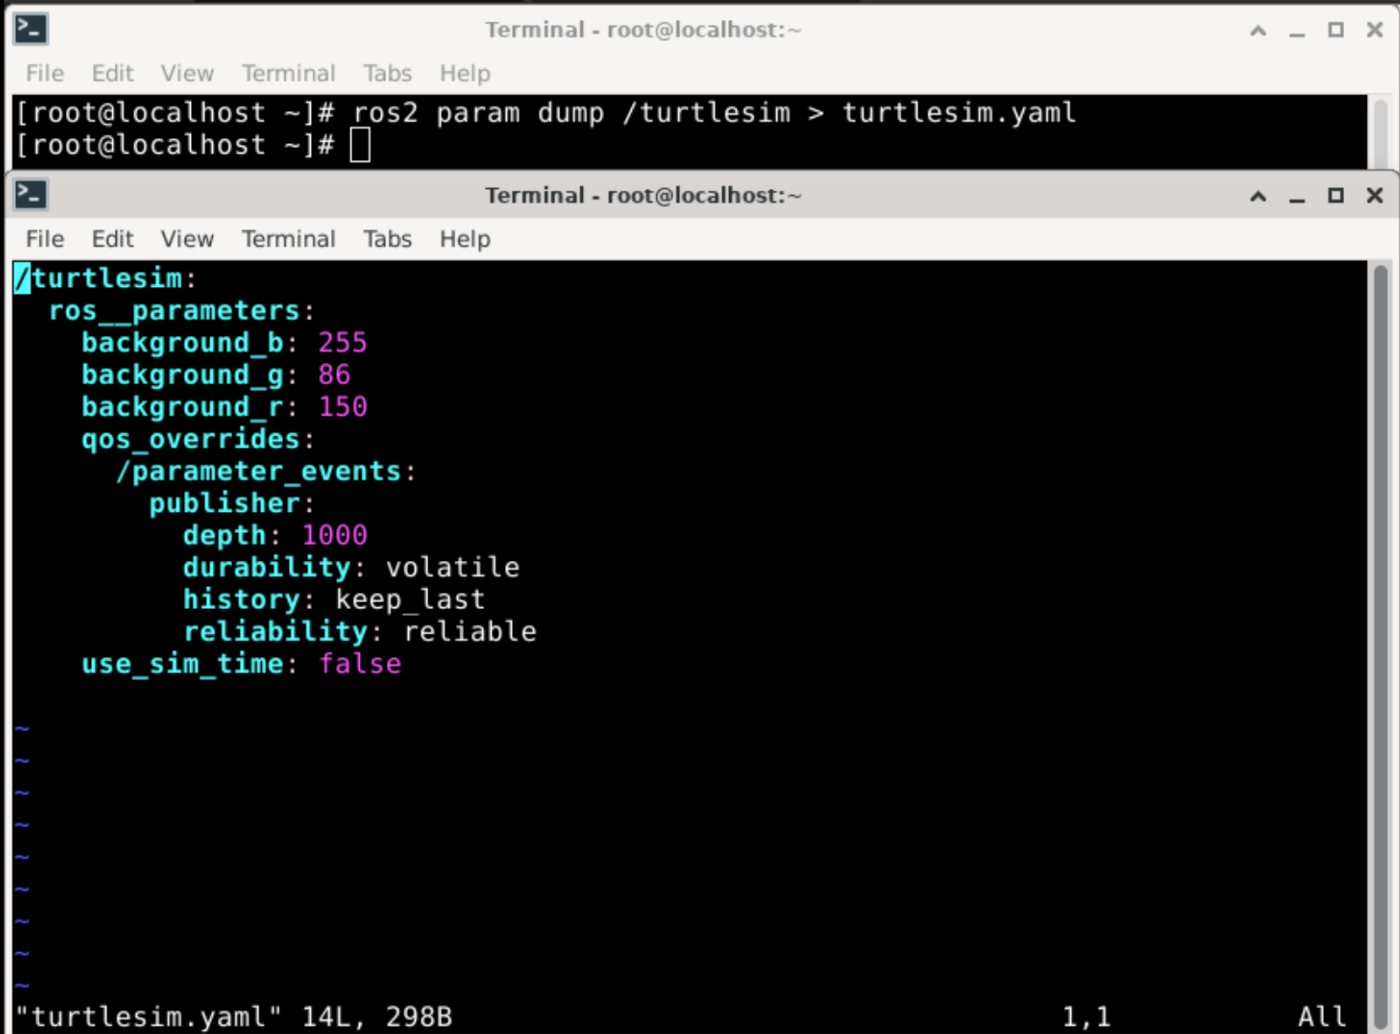 Terminal - root@localhost:~
File Edit View Terminal Tabs Help
[root@localhost ~]# ros2 param dump /turtlesim > turtlesim.yaml
[root@localhost ~]#
Terminal - root@localhost:~
File Edit View Terminal Tabs Help
/turtlesim:
  ros__parameters:
    background_b: 255
    background_g: 86
    background_r: 150
    qos_overrides:
      /parameter_events:
        publisher:
          depth: 1000
          durability: volatile
          history: keep_last
          reliability: reliable
    use_sim_time: false
~
~
~
~
~
~
~
~
~
"turtlesim.yaml" 14L, 298B 1,1 All